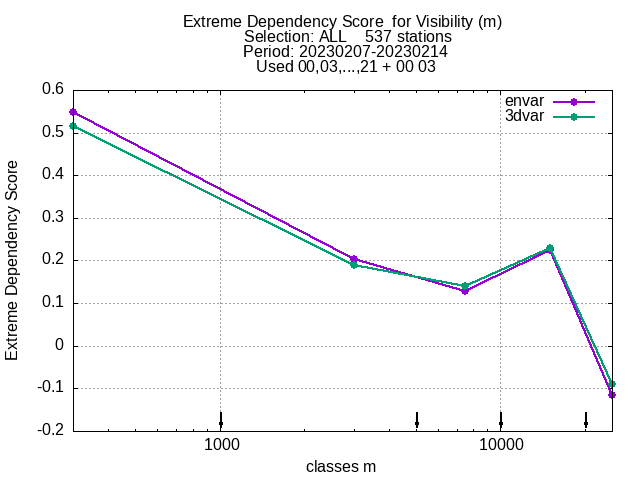 Extreme Dependency Score  for Visibility (m)
Selection: ALL    537 stations
Period: 20230207-20230214
Used 00,03,...,21 + 00 03
envar
3dvar
0.6
0.5
0.4
0.3
0.2
0.1
0
-0.1
-0.2
Extreme Dependency Score
1000
10000
classes m